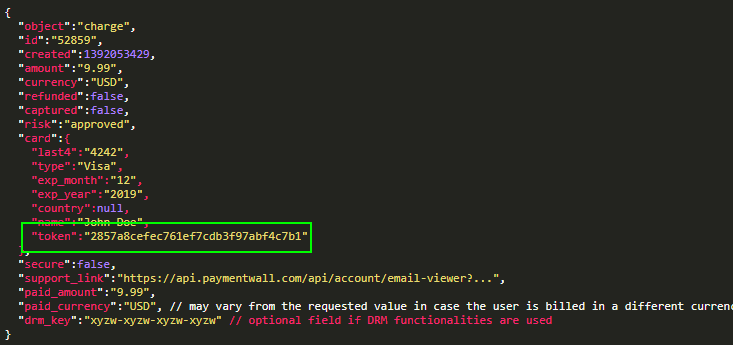 {
"object":"charge",
"id":"52859",
"created":1392053429,
"amount":"9.99",
"currency":"USD",
"refunded":false,
"captured":false,
"risk":"approved",
"card":{
"last4":"4242",
"type":"Visa",
"exp_month":"12",
"exp_year":"2019",
"country":null,
"name":"John Doe",
"token":"2857a8cefec761ef7cdb3f97abf4c7b1"
},
"secure":false,
"support_link":"https://api.paymentwall.com/api/account/email-viewer?...",
"paid_amount":"9.99",
"paid_currency":"USD", // may vary from the requested value in case the user is billed in a different currenc
"drm_key":"xyzw-xyzw-xyzw-xyzw" // optional field if DRM functionalities are used
}